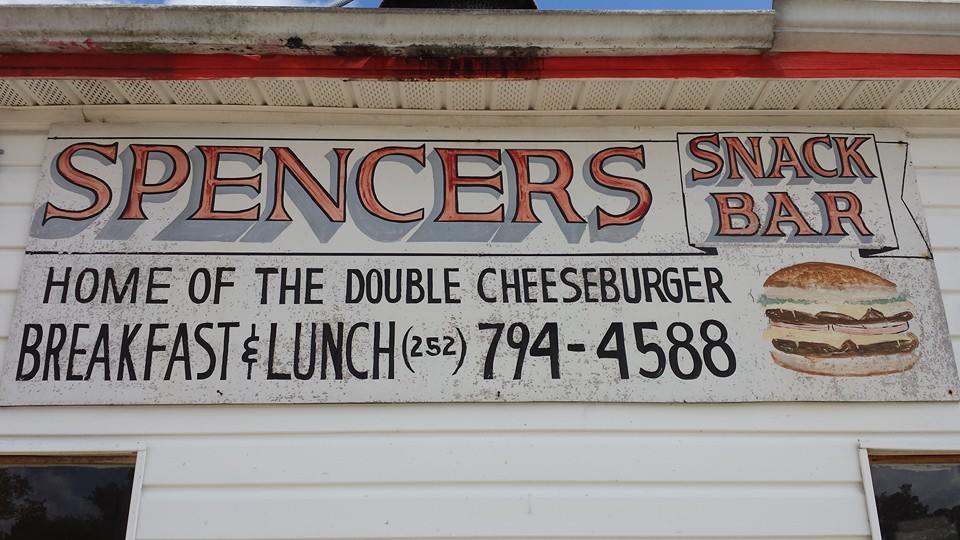 SPENCERS SNACK
BAR
HOME OF THE DOUBLE CHEESEBURGER
BREAKFAST & LUNCH (252) 794-4588